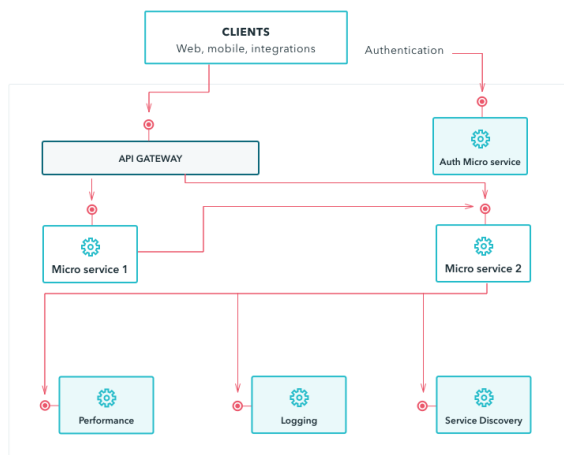 CLIENTS
Web, mobile, integrations
Authentication
API GATEWAY
Auth Micro service
Micro service 1
Micro service 2
Performance
Logging
Service Discovery